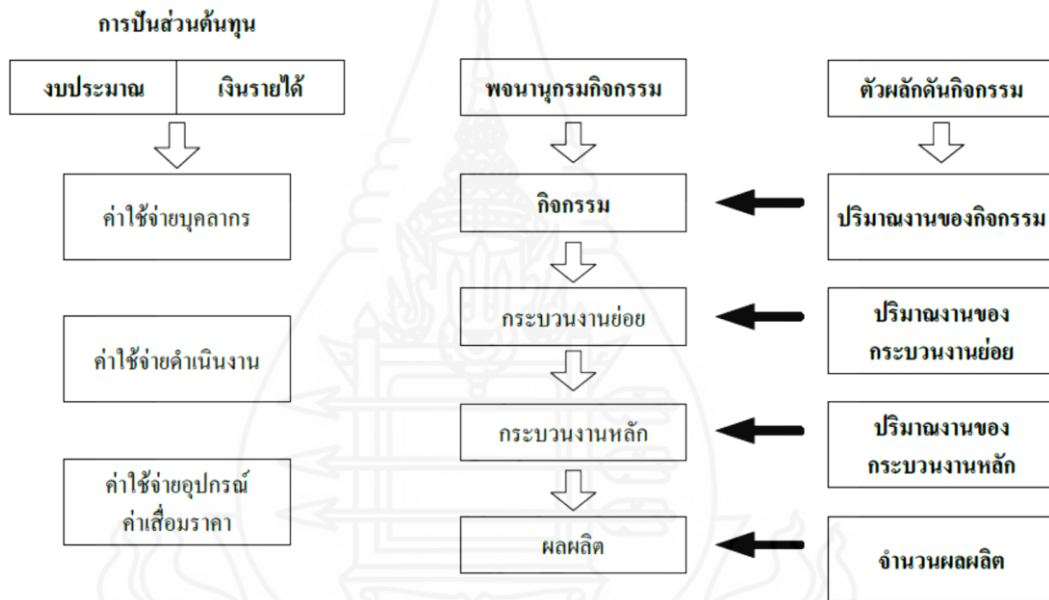 การปันส่วนต้นทุน
งบประมาณ เงินรายได้
ค่าใช้จ่ายบุคลากร
ค่าใช้จ่ายดำเนินงาน
ค่าใช้จ่ายอุปกรณ์
ค่าเสื่อมราคา
พจนานุกรมกิจกรรม
กิจกรรม
กระบวนงานย่อย
กระบวนงานหลัก
ผลผลิต
ตัวผลักดันกิจกรรม
ปริมาณงานของกิจกรรม
ปริมาณงานของ
กระบวนงานย่อย
ปริมาณงานของ
กระบวนงานหลัก
จำนวนผลผลิต